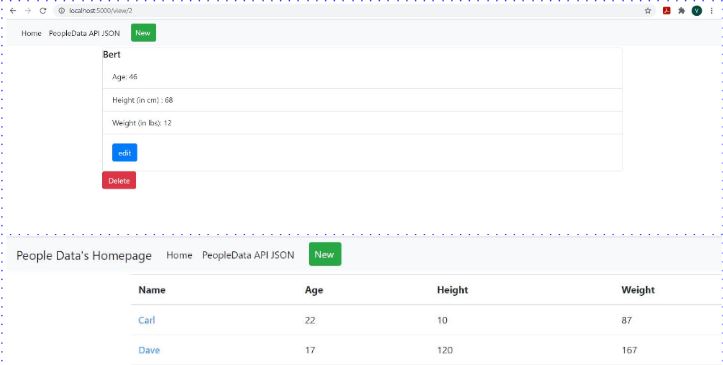 localhost:5000/view/2
V
Home PeopleData API JSON New
Bert
Age: 46
Height (in cm) : 68
Weight (in lbs): 12
edit
Delete
People Data's Homepage Home PeopleData API JSON New
Name Age Height Weight
Carl 22 10 87
Dave 17 120 167